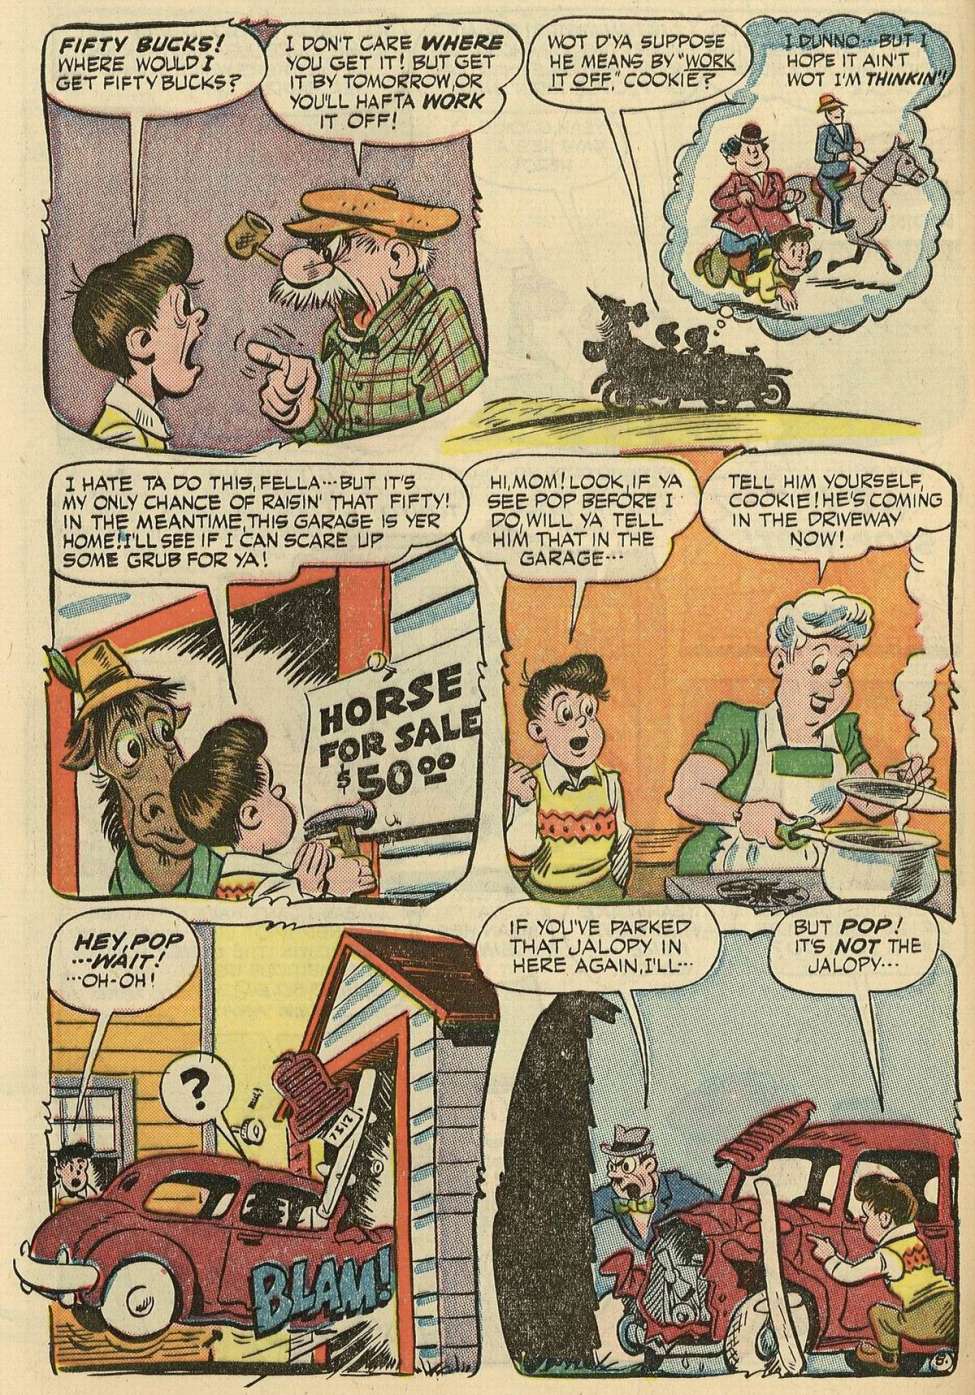 FIFTY BUCKS!
WHERE WOULD I
GET FIFTY BUCKS?
I DON'T CARE WHERE
YOU GET IT! BUT GET
IT BY TOMORROW, OR
YOU'LL HAFTA WORK
IT OFF!
WOT D'YA SUPPOSE
HE MEANS BY "WORK
IT OFF," COOKIE?
I DUNNO--BUT I
HOPE IT AIN'T
WOT I'M THINKIN'!
I HATE TA DO THIS, FELLA---BUT IT'S
MY ONLY CHANCE OF RAISIN' THAT FIFTY!
IN THE MEANTIME, THIS GARAGE IS YER
HOME! I'LL SEE IF I CAN SCARE UP
SOME GRUB FOR YA!
HORSE
FOR SALE
$5000
HI, MOM! LOOK, IF YA
SEE POP BEFORE I
DO, WILL YA TELL
HIM THAT IN THE
GARAGE---
TELL HIM YOURSELF,
COOKIE! HE'S COMING
IN THE DRIVEWAY
NOW!
HEY, POP
---WAIT!
---OH-OH!
?
7X17
BLAM!
IF YOU'VE PARKED
THAT JALOPY IN
HERE AGAIN, I'LL---
BUT POP!
IT'S NOT THE
JALOPY---
5.